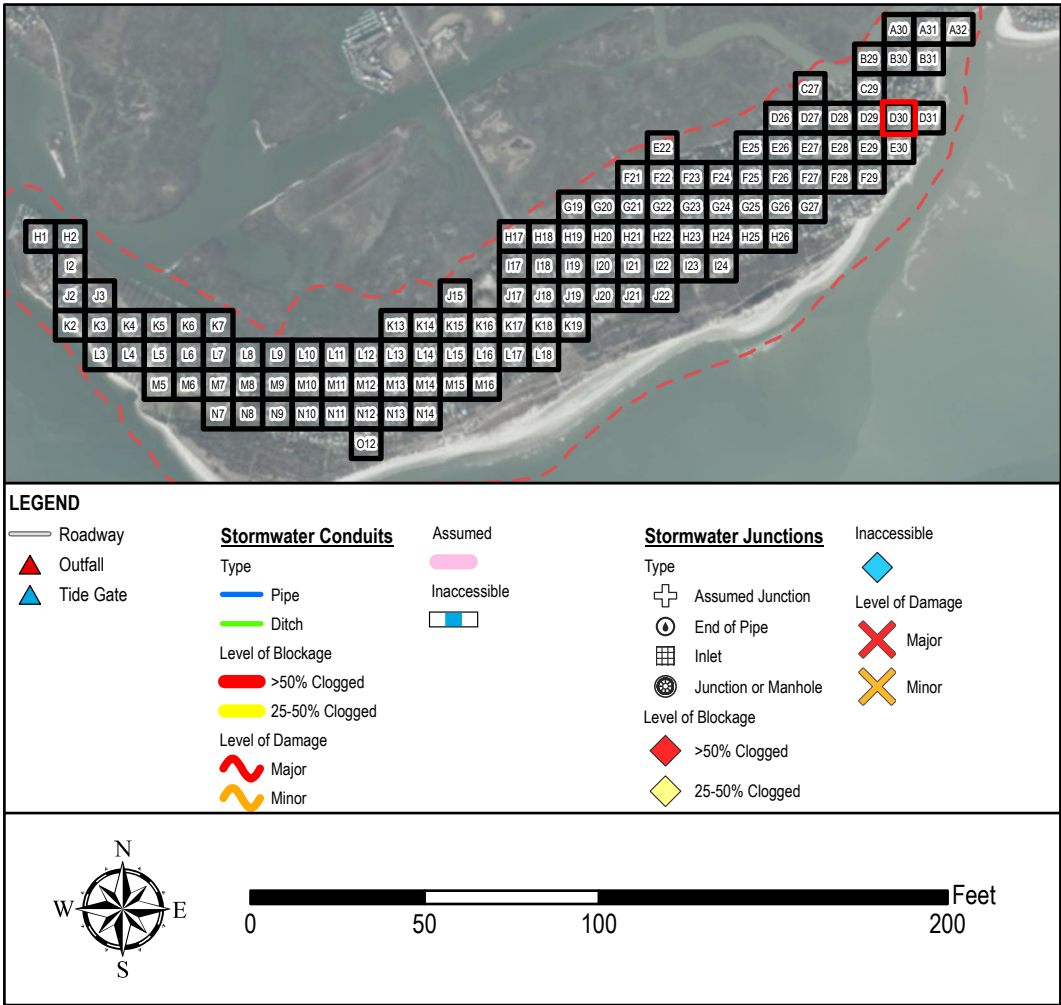 A30 A31 A32
B29 B30 B31
C27 C29
D26 D27 D28 D29 D30 D31
E22 E25 E26 E27 E28 E29 E30
F21 F22 F23 F24 F25 F26 F27 F28 F29
G19 G20 G21 G22 G23 G24 G25 G26 G27
H1 H2 H17 H18 H19 H20 H21 H22 H23 H24 H25 H26
I2 I17 I18 I19 I20 I21 I22 I23 I24
J2 J3 J15 J17 J18 J19 J20 J21 J22
K2 K3 K4 K5 K6 K7 K13 K14 K15 K16 K17 K18 K19
L3 L4 L5 L6 L7 L8 L9 L10 L11 L12 L13 L14 L15 L16 L17 L18
M5 M6 M7 M8 M9 M10 M11 M12 M13 M14 M15 M16
N7 N8 N9 N10 N11 N12 N13 N14
O12
LEGEND
Roadway
Outfall
Tide Gate
Stormwater Conduits
Type
Pipe
Ditch
Level of Blockage
>50% Clogged
25-50% Clogged
Level of Damage
Major
Minor
Assumed
Inaccessible
Stormwater Junctions
Type
Assumed Junction
End of Pipe
Inlet
Junction or Manhole
Level of Blockage
>50% Clogged
25-50% Clogged
Inaccessible
Level of Damage
Major
Minor
N
W E
S
Feet
0 50 100 200